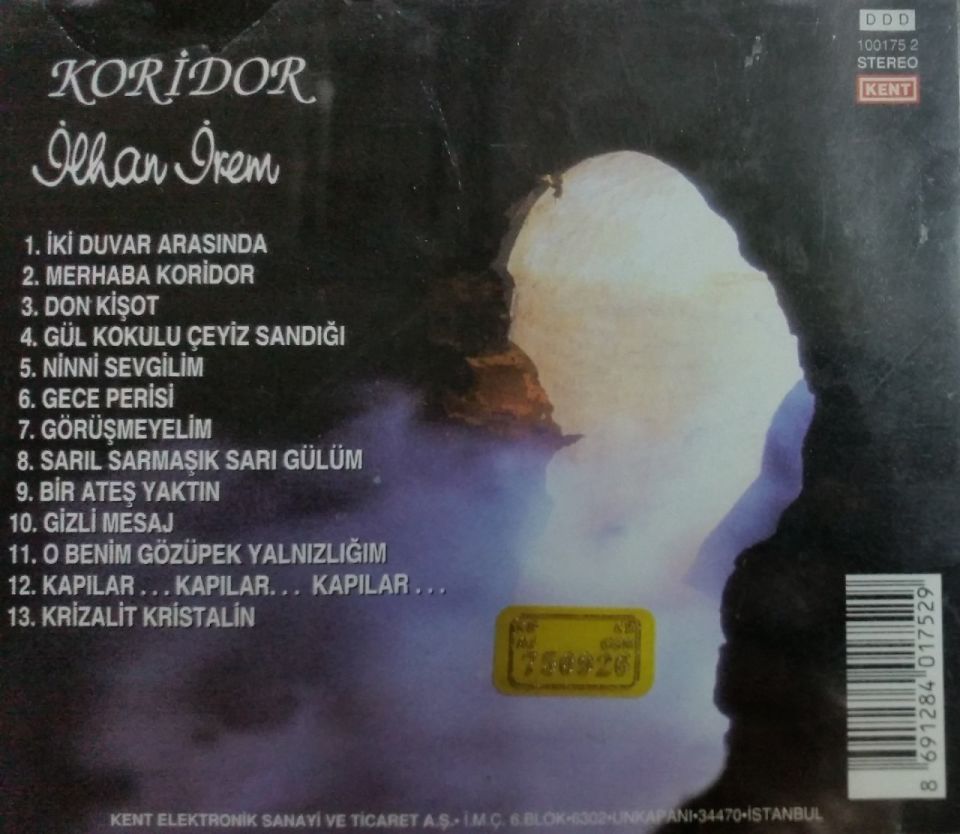 D D D
100175 2
STEREO
KENT
KORİDOR
İlhan İrem
1. İKİ DUVAR ARASINDA
2. MERHABA KORİDOR
3. DON KİŞOT
4. GÜL KOKULU ÇEYİZ SANDIĞI
5. NİNNİ SEVGİLİM
6. GECE PERİSİ
7. GÖRÜŞMEYELİM
8. SARIL SARMAŞIK SARI GÜLÜM
9. BİR ATEŞ YAKTIN
10. GİZLİ MESAJ
11. O BENİM GÖZÜPEK YALNIZLIĞIM
12. KAPILAR ... KAPILAR... KAPILAR ...
13. KRİZALİT KRİSTALİN
8 691284 017529
KENT ELEKTRONİK SANAYİ VE TİCARET A.Ş.• İ.M.Ç. 6.BLOK•6302•UNKAPANI•34470•İSTANBUL